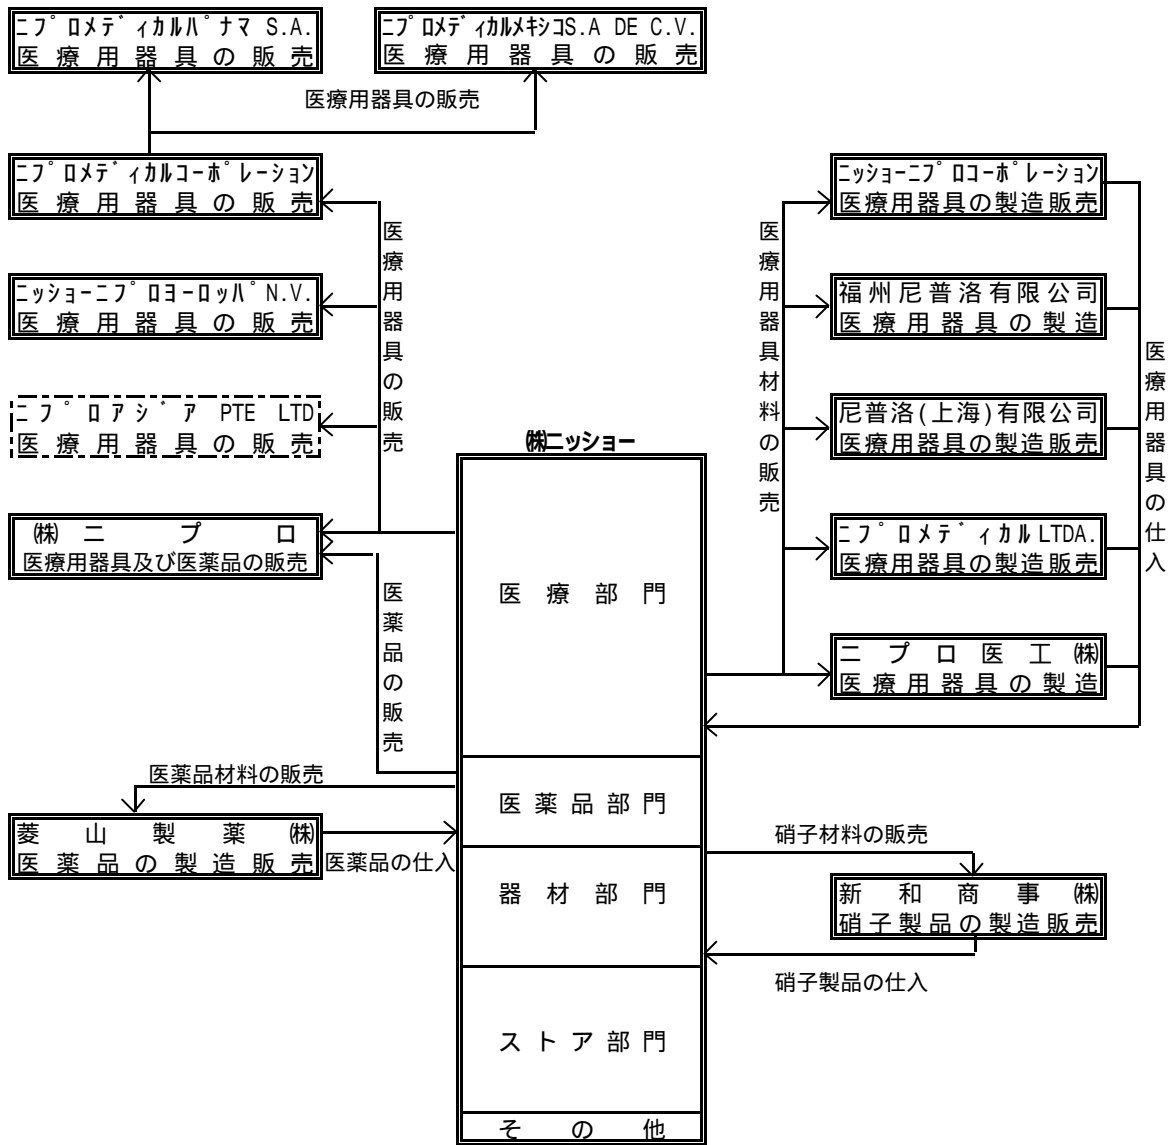 ニプロメディカルパナマ S.A.
医療用器具の販売
ニプロメディカルメキシコS.A DE C.V.
医療用器具の販売
医療用器具の販売
ニプロメディカルコーポレーション
医療用器具の販売
ニッショーニプロヨーロッパN.V.
医療用器具の販売
ニプロアジア PTE LTD
医療用器具の販売
㈱ニプロ
医療用器具及び医薬品の販売
医療用器具の販売
医薬品の販売
医薬品材料の販売
菱山製薬㈱
医薬品の製造販売
医薬品の仕入
㈱ニッショー
医療部門
医薬品部門
器材部門
ストア部門
その他
医療用器具材料の販売
ニッショーニプロコーポレーション
医療用器具の製造販売
福州尼普洛有限公司
医療用器具の製造
尼普洛(上海)有限公司
医療用器具の製造販売
ニプロメディカルLTDA.
医療用器具の製造販売
ニプロ医工㈱
医療用器具の製造
医療用器具の仕入
硝子材料の販売
新和商事㈱
硝子製品の製造販売
硝子製品の仕入